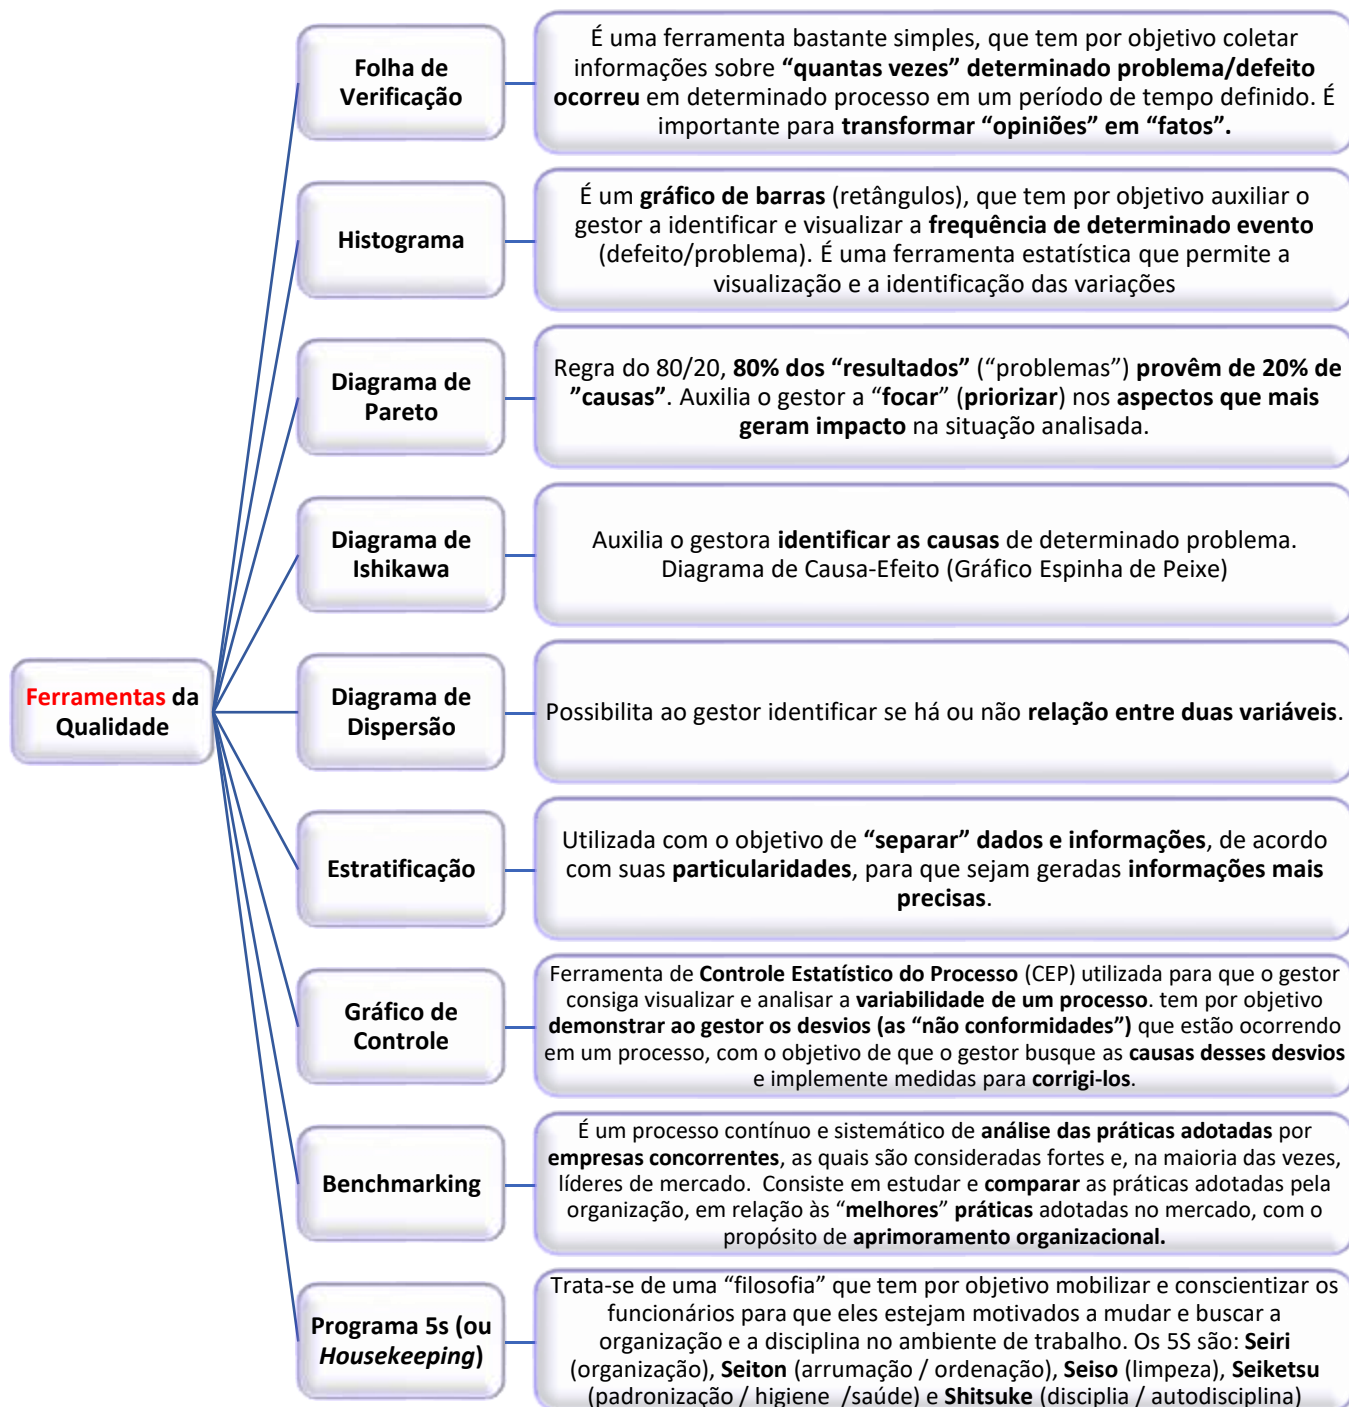 Ferramentas da
Qualidade
Folha de
Verificação
É uma ferramenta bastante simples, que tem por objetivo coletar
informações sobre “quantas vezes” determinado problema/defeito
ocorreu em determinado processo em um período de tempo definido. É
importante para transformar “opiniões” em “fatos”.
Histograma
É um gráfico de barras (retângulos), que tem por objetivo auxiliar o
gestor a identificar e visualizar a frequência de determinado evento
(defeito/problema). É uma ferramenta estatística que permite a
visualização e a identificação das variações
Diagrama de
Pareto
Regra do 80/20, 80% dos “resultados” (“problemas”) provêm de 20% de
”causas”. Auxilia o gestor a “focar” (priorizar) nos aspectos que mais
geram impacto na situação analisada.
Diagrama de
Ishikawa
Auxilia o gestora identificar as causas de determinado problema.
Diagrama de Causa-Efeito (Gráfico Espinha de Peixe)
Diagrama de
Dispersão
Possibilita ao gestor identificar se há ou não relação entre duas variáveis.
Estratificação
Utilizada com o objetivo de “separar” dados e informações, de acordo
com suas particularidades, para que sejam geradas informações mais
precisas.
Gráfico de
Controle
Ferramenta de Controle Estatístico do Processo (CEP) utilizada para que o gestor
consiga visualizar e analisar a variabilidade de um processo. tem por objetivo
demonstrar ao gestor os desvios (as “não conformidades”) que estão ocorrendo
em um processo, com o objetivo de que o gestor busque as causas desses desvios
e implemente medidas para corrigi-los.
Benchmarking
É um processo contínuo e sistemático de análise das práticas adotadas por
empresas concorrentes, as quais são consideradas fortes e, na maioria das vezes,
líderes de mercado. Consiste em estudar e comparar as práticas adotadas pela
organização, em relação às “melhores” práticas adotadas no mercado, com o
propósito de aprimoramento organizacional.
Programa 5s (ou
Housekeeping)
Trata-se de uma “filosofia” que tem por objetivo mobilizar e conscientizar os
funcionários para que eles estejam motivados a mudar e buscar a
organização e a disciplina no ambiente de trabalho. Os 5S são: Seiri
(organização), Seiton (arrumação / ordenação), Seiso (limpeza), Seiketsu
(padronização / higiene /saúde) e Shitsuke (disciplia / autodisciplina)